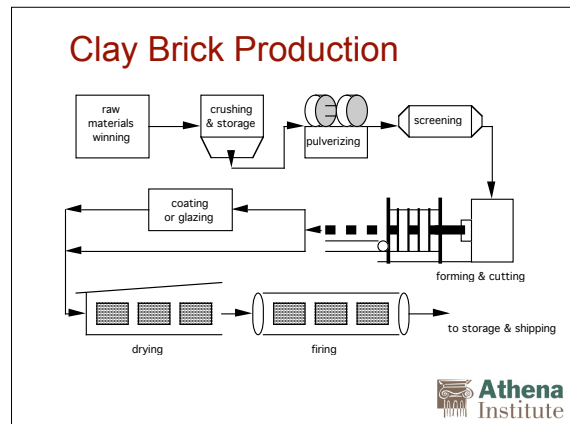 Clay Brick Production
raw
materials
winning
crushing
& storage
pulverizing
screening
coating
or glazing
forming & cutting
drying
firing
to storage & shipping
Athena
Institute